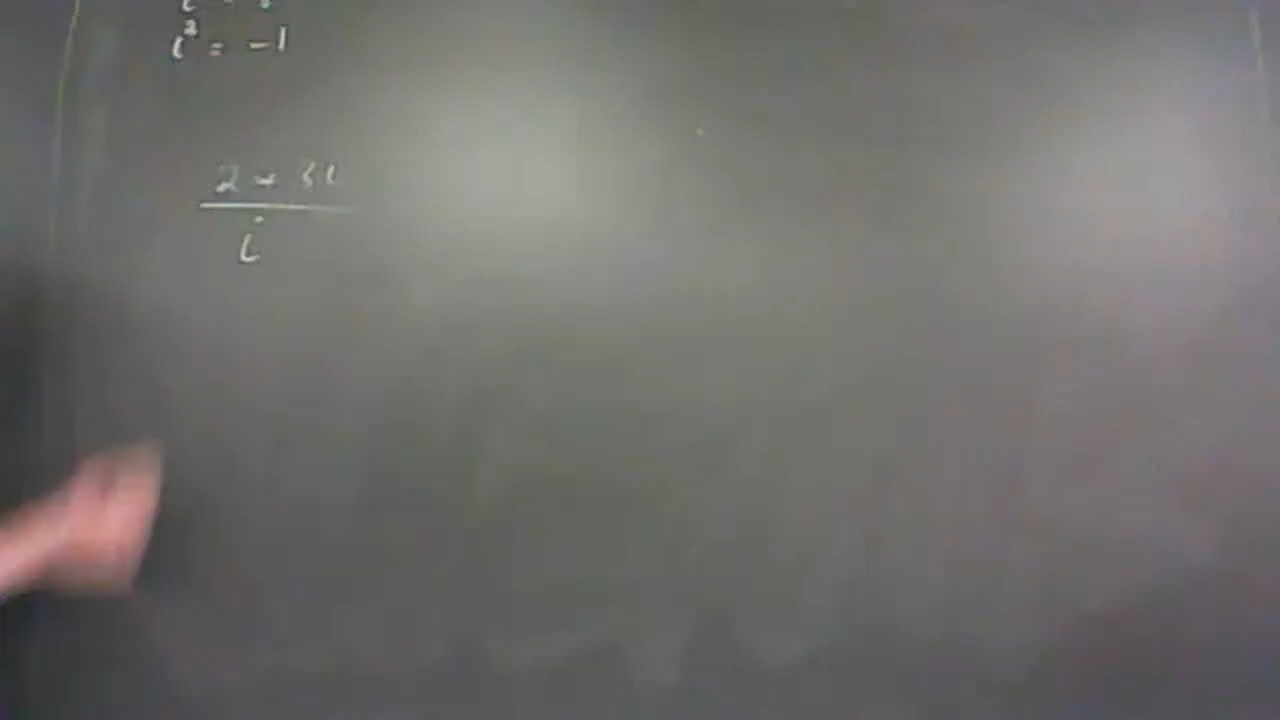 i² = -1
2 - 3i
i